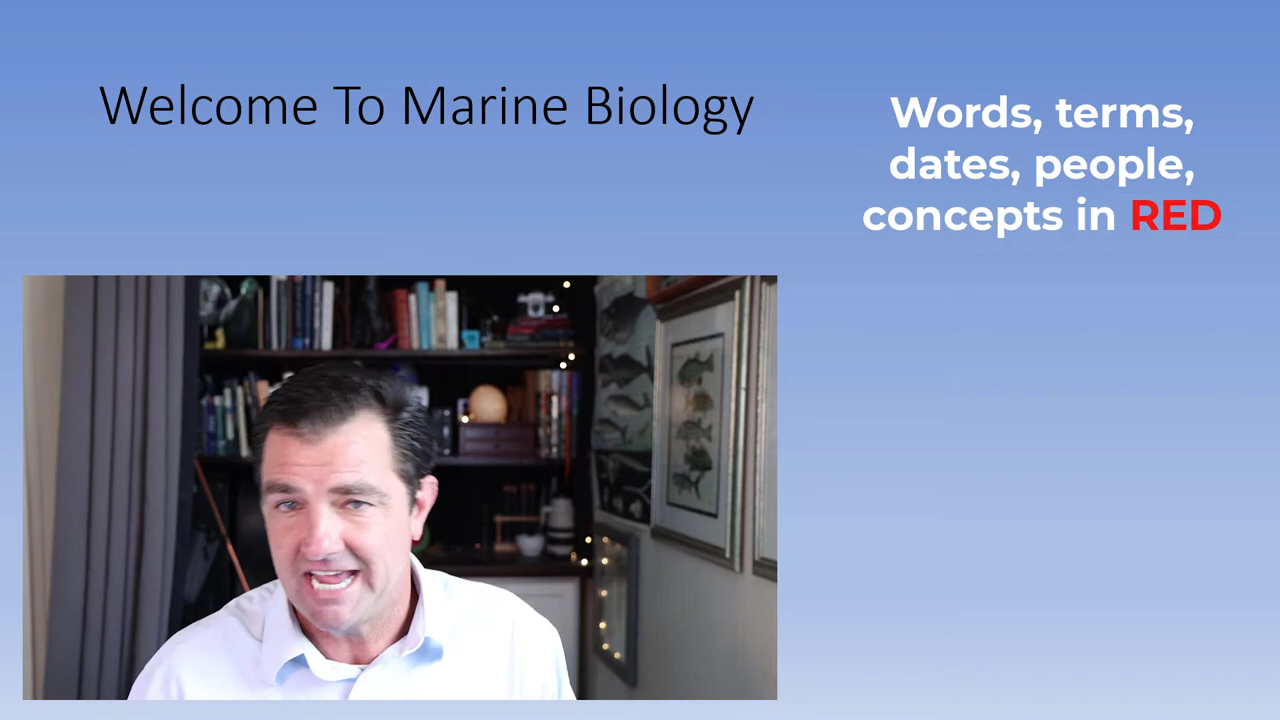 Welcome To Marine Biology
Words, terms,
dates, people,
concepts in RED